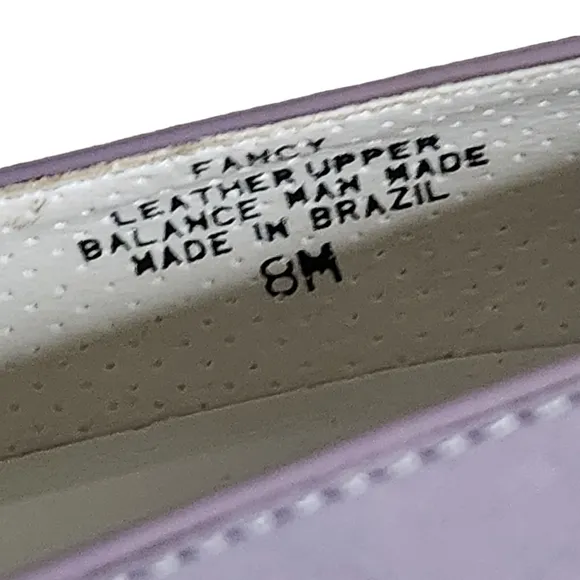 FANCY
LEATHER UPPER
BALANCE MAN MADE
MADE IN BRAZIL
8M